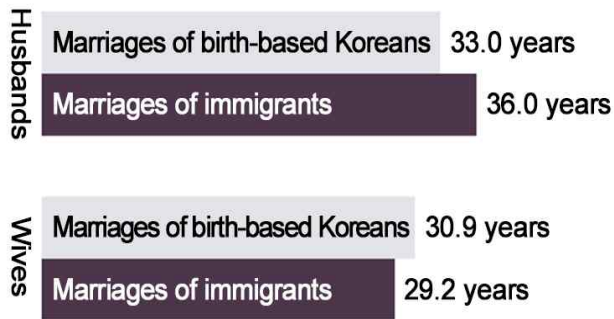 Husbands
Marriages of birth-based Koreans 33.0 years
Marriages of immigrants 36.0 years
Wives
Marriages of birth-based Koreans 30.9 years
Marriages of immigrants 29.2 years